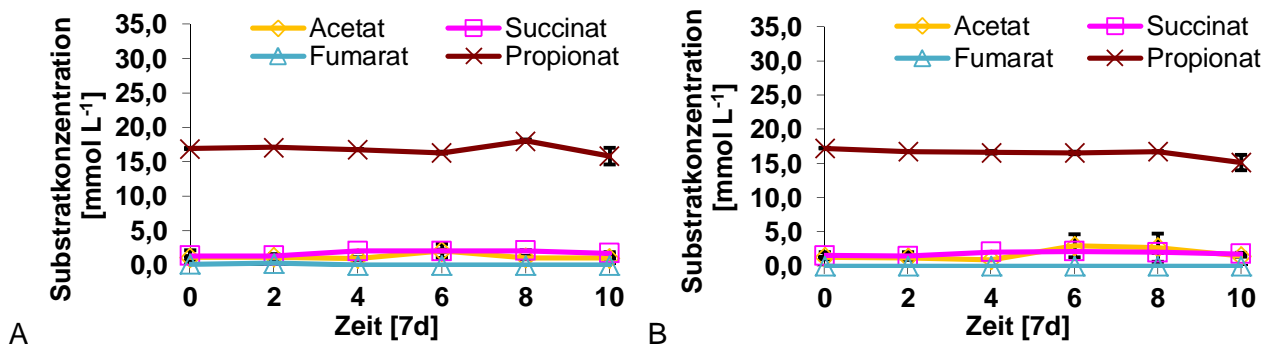 Substratkonzentration
[mmol L-1]
35,0
30,0
25,0
20,0
15,0
10,0
5,0
0,0
Acetat
Succinat
Fumarat
Propionat
0 2 4 6 8 10
Zeit [7d]
A
Substratkonzentration
[mmol L-1]
35,0
30,0
25,0
20,0
15,0
10,0
5,0
0,0
Acetat
Succinat
Fumarat
Propionat
0 2 4 6 8 10
Zeit [7d]
B